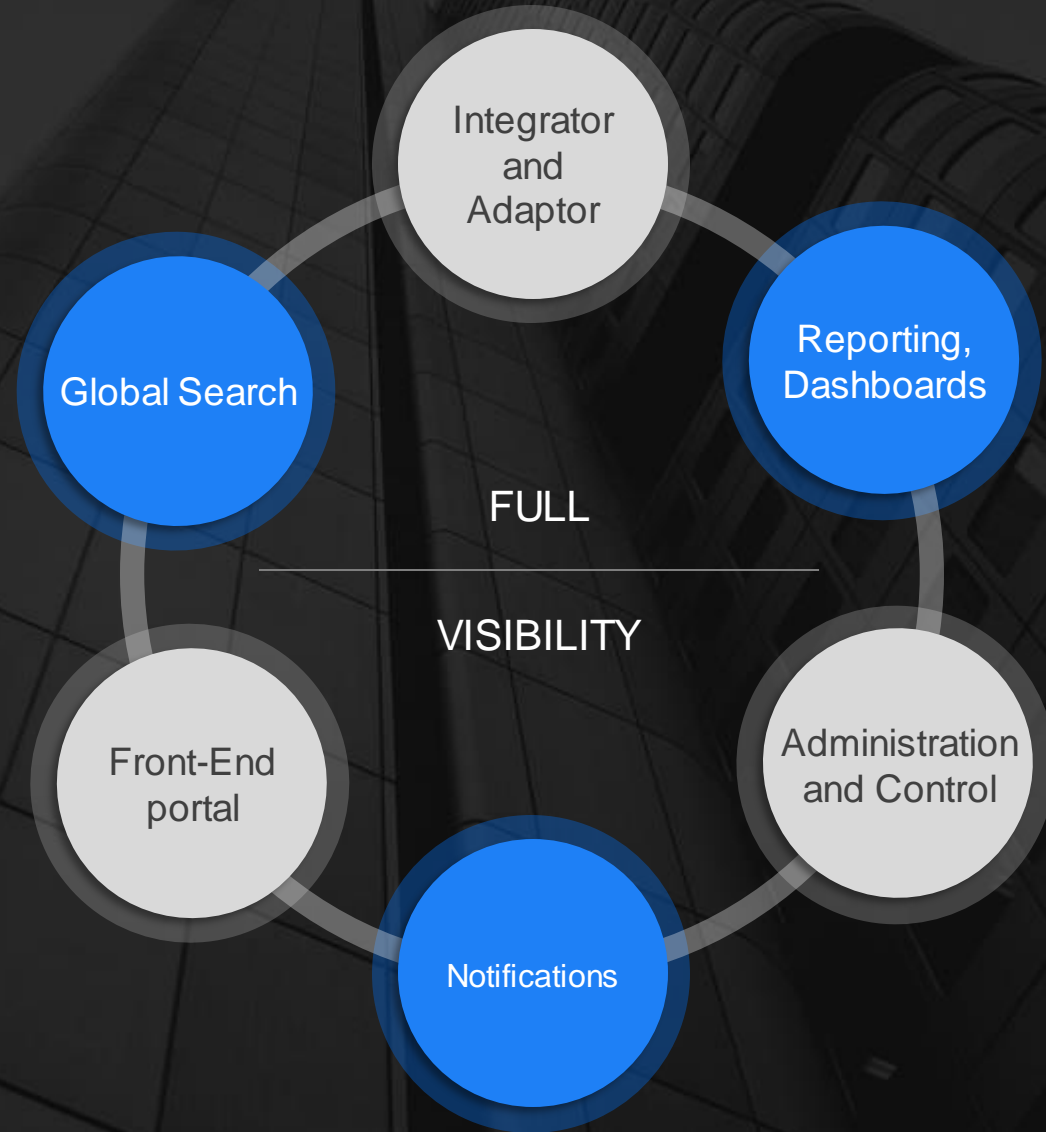 Integrator
and
Adaptor
Reporting,
Dashboards
Global Search
FULL
VISIBILITY
Administration
and Control
Front-End
portal
Notifications